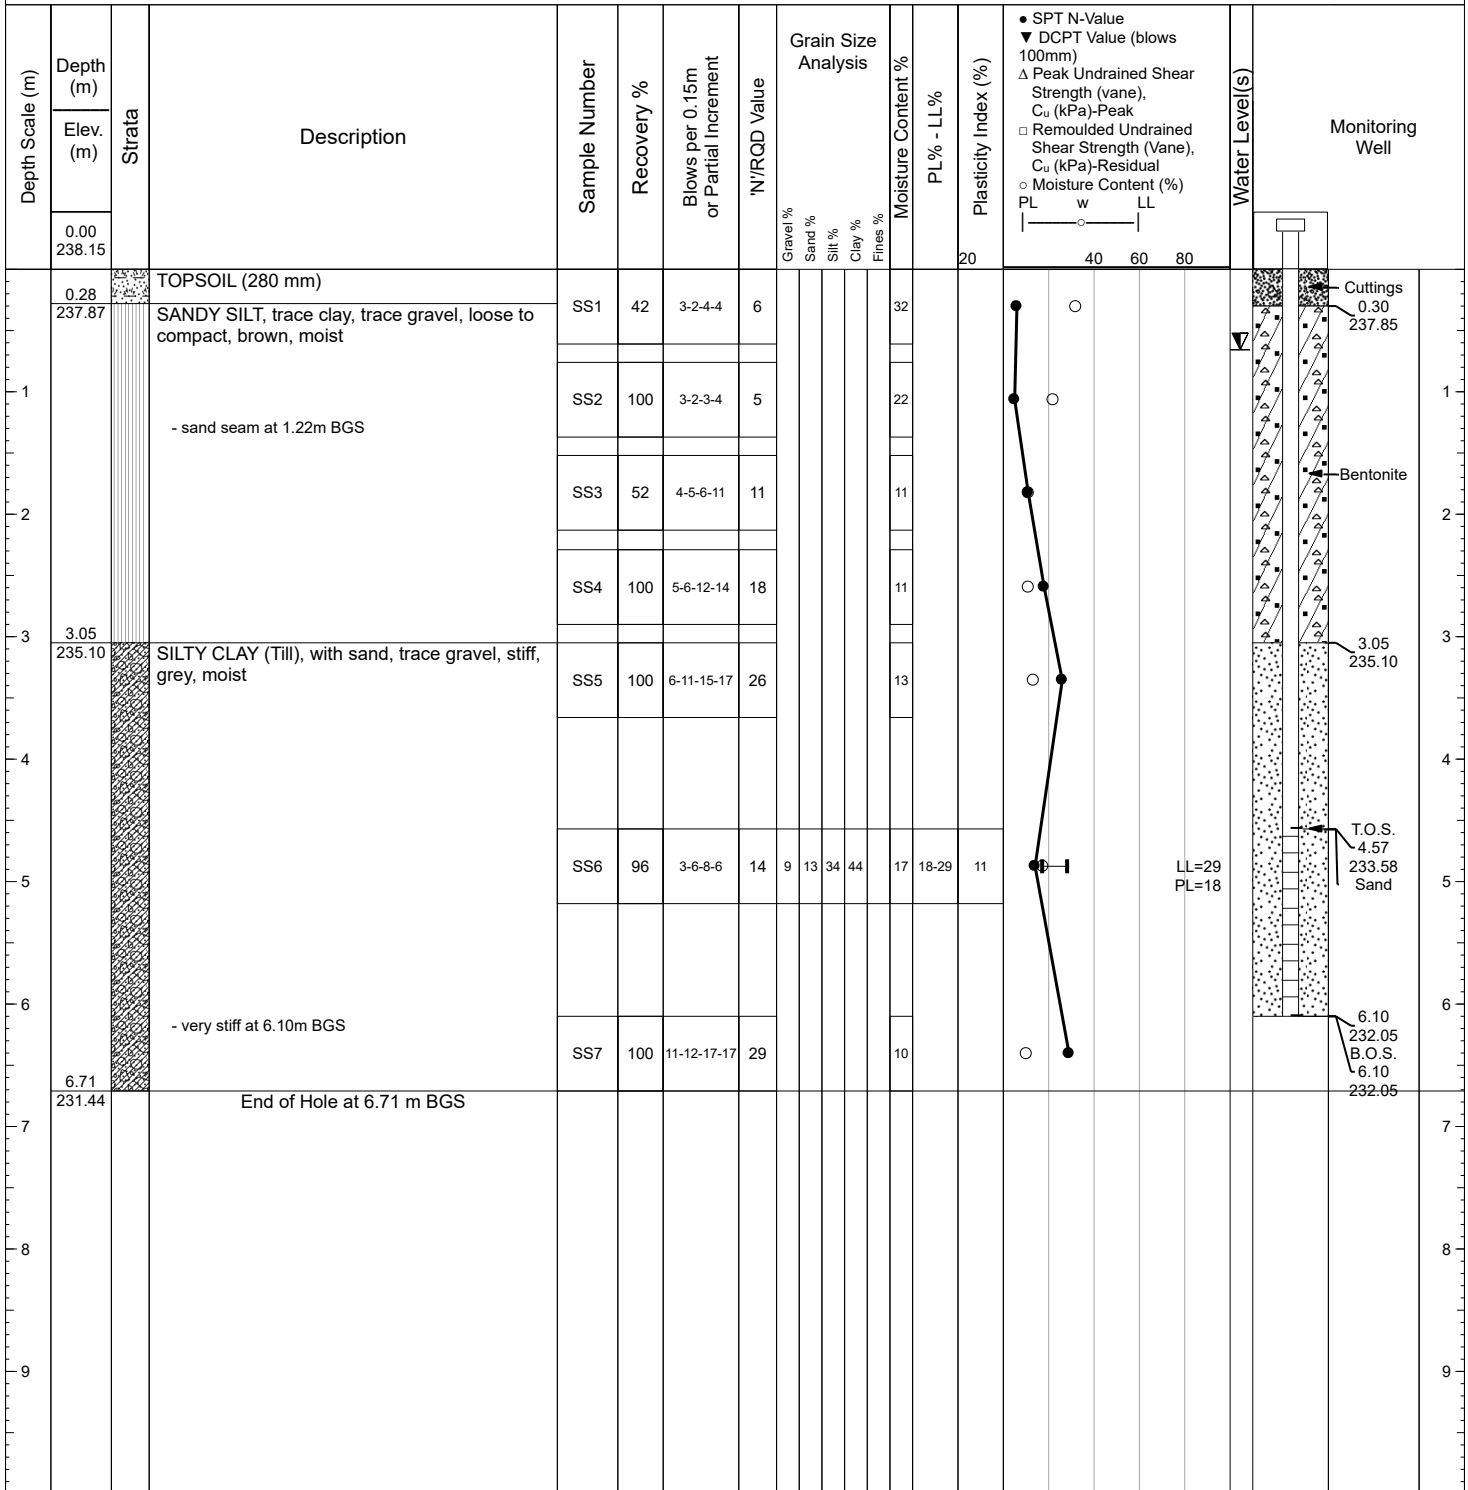 Depth Scale (m)
Depth
(m)
Elev.
(m)
0.00
238.15
Strata
Description
Sample Number
Recovery %
Blows per 0.15m
or Partial Increment
'N'/RQD Value
Grain Size
Analysis
Gravel %
Sand %
Silt %
Clay %
Fines %
Moisture Content %
PL% - LL%
Plasticity Index (%)
● SPT N-Value
▼ DCPT Value (blows
100mm)
Δ Peak Undrained Shear
Strength (vane),
Cu (kPa)-Peak
□ Remoulded Undrained
Shear Strength (Vane),
Cu (kPa)-Residual
○ Moisture Content (%)
PL w LL
20 40 60 80
Water Level(s)
Monitoring
Well
TOPSOIL (280 mm)
0.28
237.87
SANDY SILT, trace clay, trace gravel, loose to
compact, brown, moist
SS1 42 3-2-4-4 6 32
Cuttings
0.30
237.85
1 SS2 100 3-2-3-4 5 22 1
- sand seam at 1.22m BGS
Bentonite
SS3 52 4-5-6-11 11 11
2 2
SS4 100 5-6-12-14 18 11
3 3
3.05
235.10
SILTY CLAY (Till), with sand, trace gravel, stiff,
grey, moist
3.05
235.10
SS5 100 6-11-15-17 26 13
4 4
T.O.S.
4.57
233.58
Sand
SS6 96 3-6-8-6 14 9 13 34 44 17 18-29 11 LL=29
PL=18
5 5
6 6
- very stiff at 6.10m BGS
6.10
232.05
B.O.S.
6.10
232.05
SS7 100 11-12-17-17 29 10
6.71
231.44
End of Hole at 6.71 m BGS
7 7
8 8
9 9